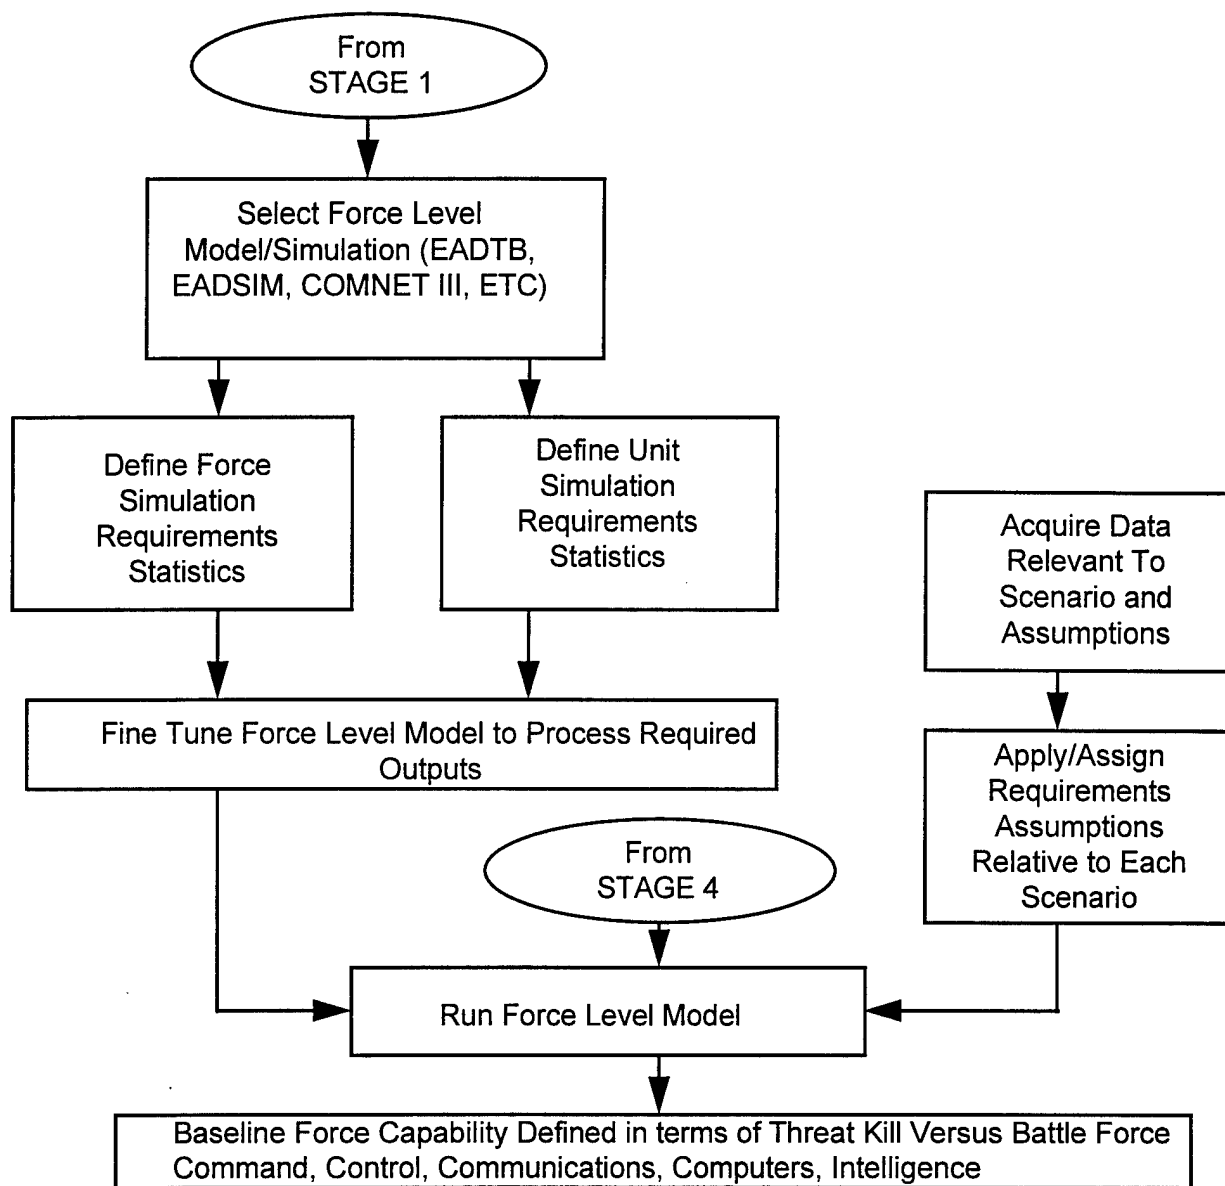 From
STAGE 1
Select Force Level
Model/Simulation (EADTB,
EADSIM, COMNET III, ETC)
Define Force
Simulation
Requirements
Statistics
Define Unit
Simulation
Requirements
Statistics
Acquire Data
Relevant To
Scenario and
Assumptions
Fine Tune Force Level Model to Process Required
Outputs
Apply/Assign
Requirements
Assumptions
Relative to Each
Scenario
From
STAGE 4
Run Force Level Model
Baseline Force Capability Defined in terms of Threat Kill Versus Battle Force
Command, Control, Communications, Computers, Intelligence